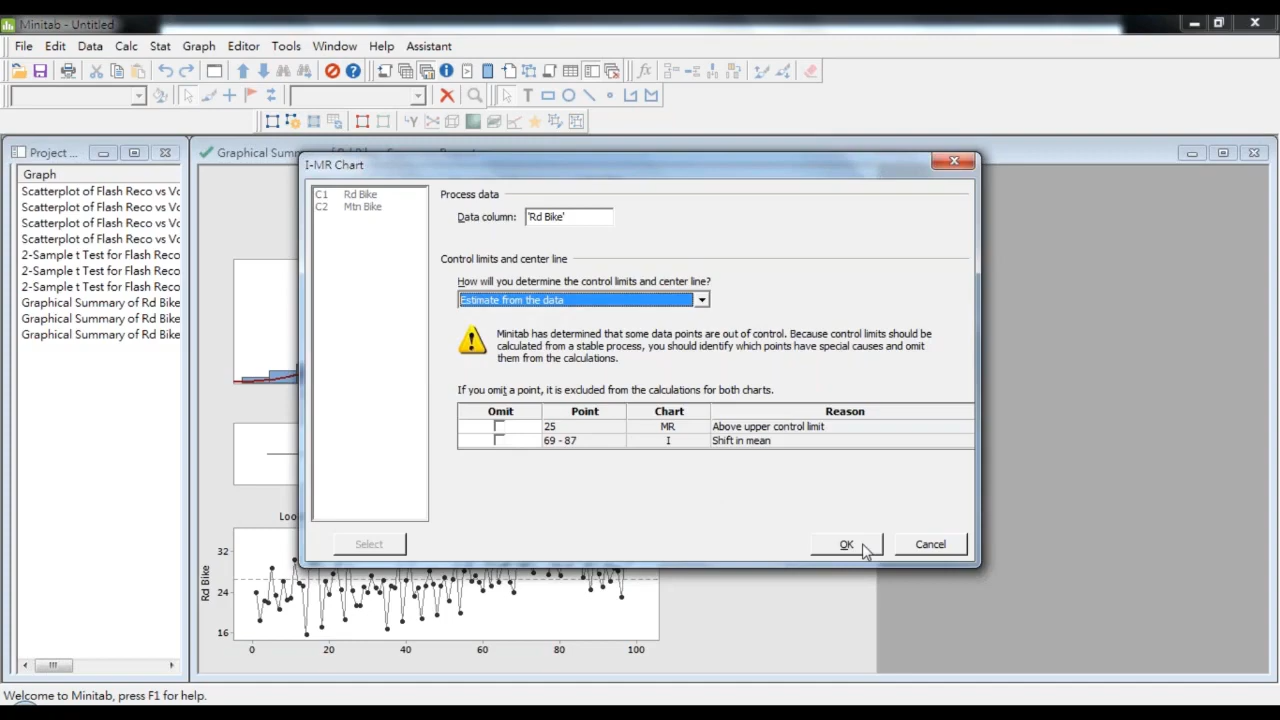 Minitab - Untitled
File Edit Data Calc Stat Graph Editor Tools Window Help Assistant
Project ...
Graph
Scatterplot of Flash Reco vs Vo
Scatterplot of Flash Reco vs Vo
Scatterplot of Flash Reco vs Vo
Scatterplot of Flash Reco vs Vo
2-Sample t Test for Flash Reco
2-Sample t Test for Flash Reco
2-Sample t Test for Flash Reco
Graphical Summary of Rd Bike
Graphical Summary of Rd Bike
Graphical Summary of Rd Bike
Graphical Summ
I-MR Chart
C1 Rd Bike
C2 Mtn Bike
Process data
Data column: 'Rd Bike'
Control limits and center line
How will you determine the control limits and center line?
Estimate from the data
Minitab has determined that some data points are out of control. Because control limits should be
calculated from a stable process, you should identify which points have special causes and omit
them from the calculations.
If you omit a point, it is excluded from the calculations for both charts.
Omit Point Chart Reason
25 MR Above upper control limit
69 - 87 I Shift in mean
Select OK Cancel
Loo
Rd Bike
32
24
16
0 20 40 60 80 100
Welcome to Minitab, press F1 for help.